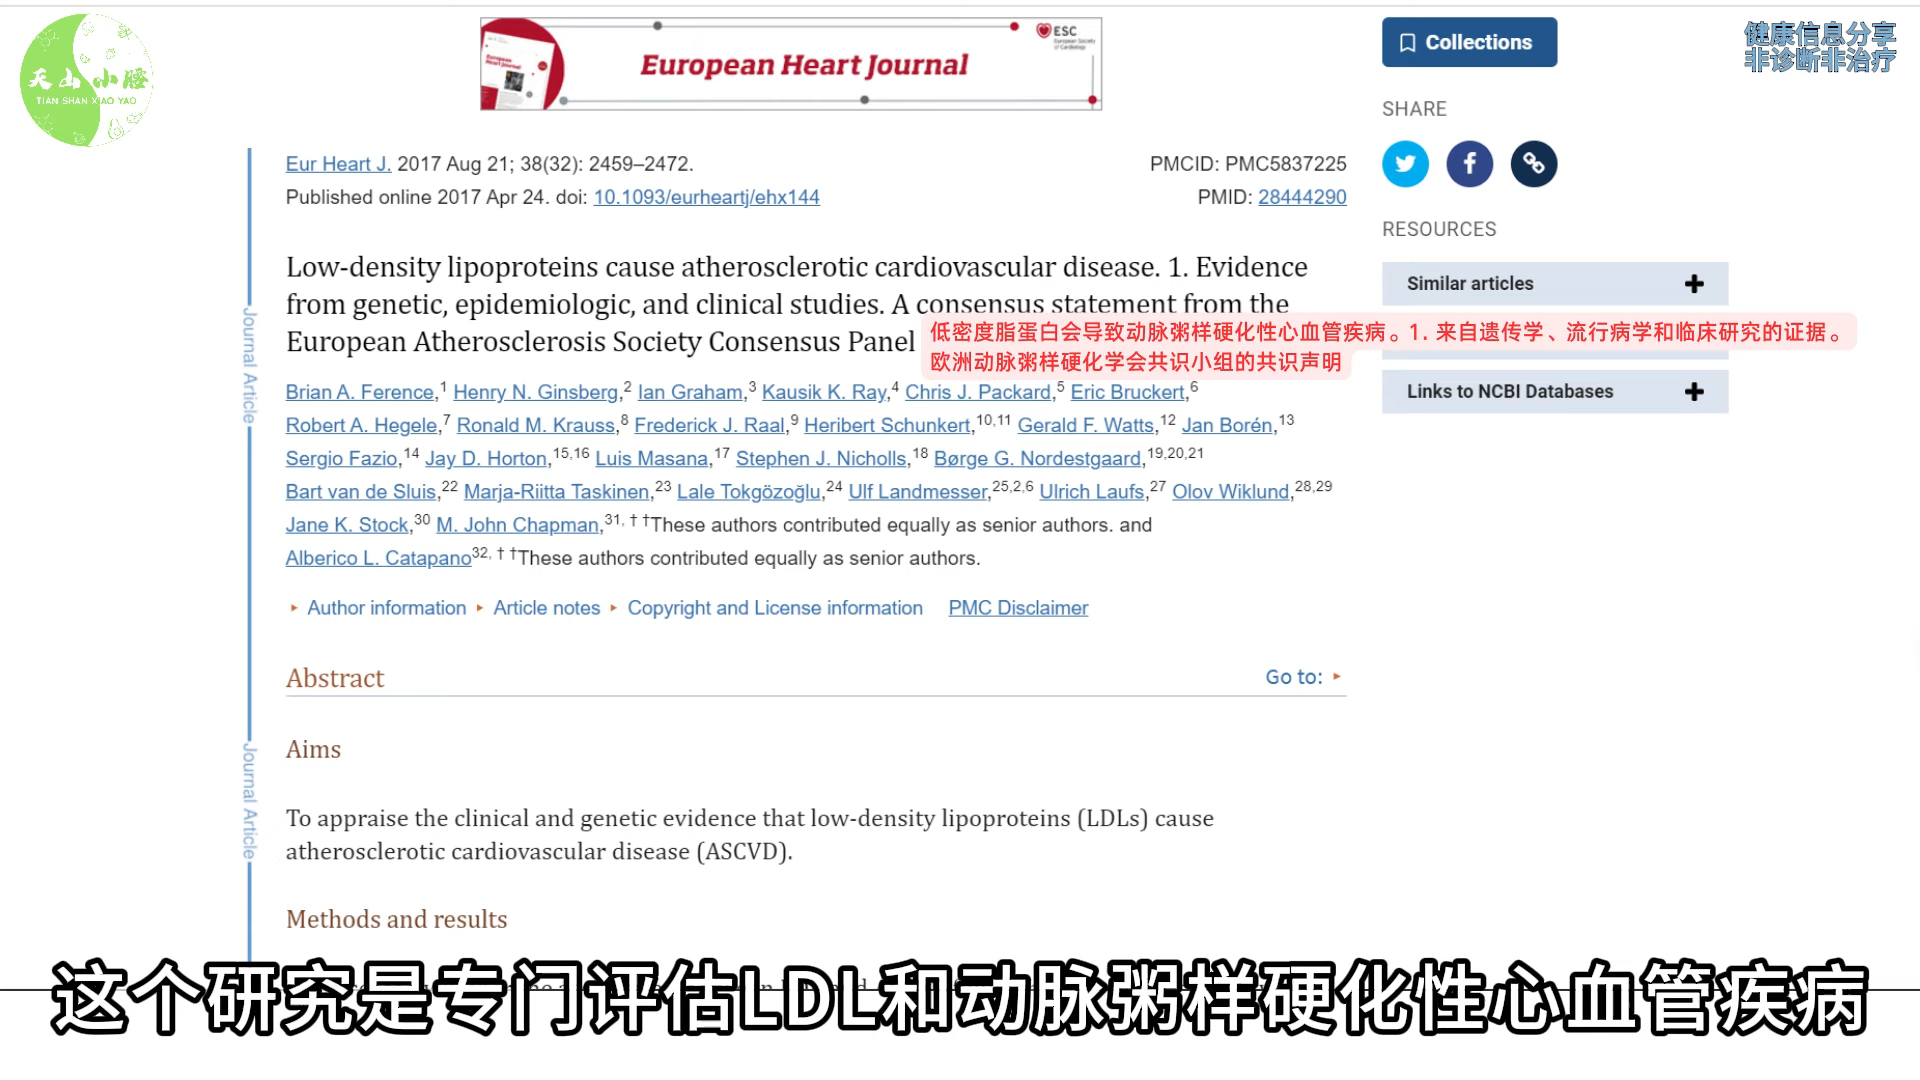 天山小腰
TIAN SHAN XIAO YAO
European Heart Journal
ESC
European Society
of Cardiology
Collections
健康信息分享
非诊断非治疗
SHARE
Eur Heart J. 2017 Aug 21; 38(32): 2459–2472.
PMCID: PMC5837225
Published online 2017 Apr 24. doi: 10.1093/eurheartj/ehx144
PMID: 28444290
RESOURCES
Low-density lipoproteins cause atherosclerotic cardiovascular disease. 1. Evidence
from genetic, epidemiologic, and clinical studies. A consensus statement from the
European Atherosclerosis Society Consensus Panel
Similar articles
低密度脂蛋白会导致动脉粥样硬化性心血管疾病。1. 来自遗传学、流行病学和临床研究的证据。
欧洲动脉粥样硬化学会共识小组的共识声明
Links to NCBI Databases
Journal Article
Brian A. Ference,1 Henry N. Ginsberg,2 Ian Graham,3 Kausik K. Ray,4 Chris J. Packard,5 Eric Bruckert,6
Robert A. Hegele,7 Ronald M. Krauss,8 Frederick J. Raal,9 Heribert Schunkert,10,11 Gerald F. Watts,12 Jan Borén,13
Sergio Fazio,14 Jay D. Horton,15,16 Luis Masana,17 Stephen J. Nicholls,18 Børge G. Nordestgaard,19,20,21
Bart van de Sluis,22 Marja-Riitta Taskinen,23 Lale Tokgözoğlu,24 Ulf Landmesser,25,2,6 Ulrich Laufs,27 Olov Wiklund,28,29
Jane K. Stock,30 M. John Chapman,31, † †These authors contributed equally as senior authors. and
Alberico L. Catapano32, † †These authors contributed equally as senior authors.
Author information Article notes Copyright and License information PMC Disclaimer
Abstract
Go to:
Aims
Journal Article
To appraise the clinical and genetic evidence that low-density lipoproteins (LDLs) cause
atherosclerotic cardiovascular disease (ASCVD).
Methods and results
这个研究是专门评估LDL和动脉粥样硬化性心血管疾病